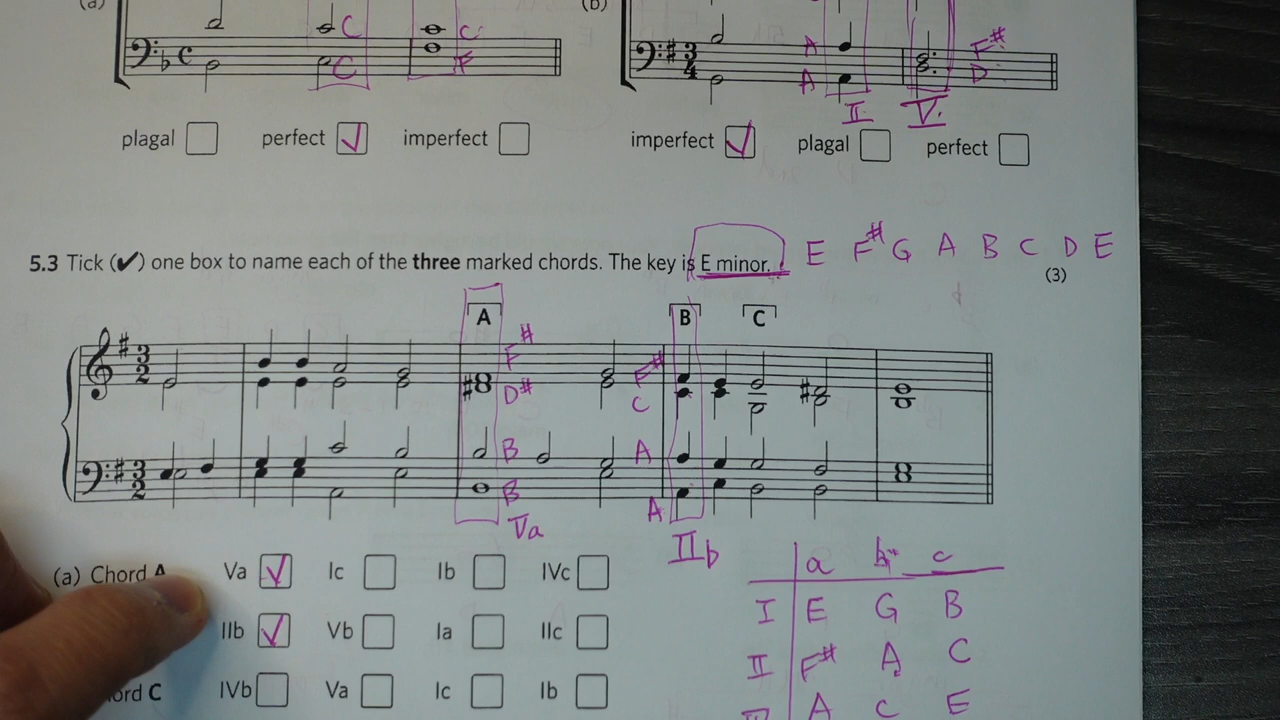 (a) C C (b)
C C F A A F# D
II V.
plagal perfect ✓ imperfect imperfect ✓ plagal perfect
5.3 Tick (✔) one box to name each of the three marked chords. The key is E minor. E F# G A B C D E
(3)
A B C
F# D# B B Va
F# C A A IIb
(a) Chord A Va ✓ Ic Ib IVc
IIb ✓ Vb Ia IIc
ord C IVb Va Ic Ib
a b c
I E G B
II F# A C
A C E